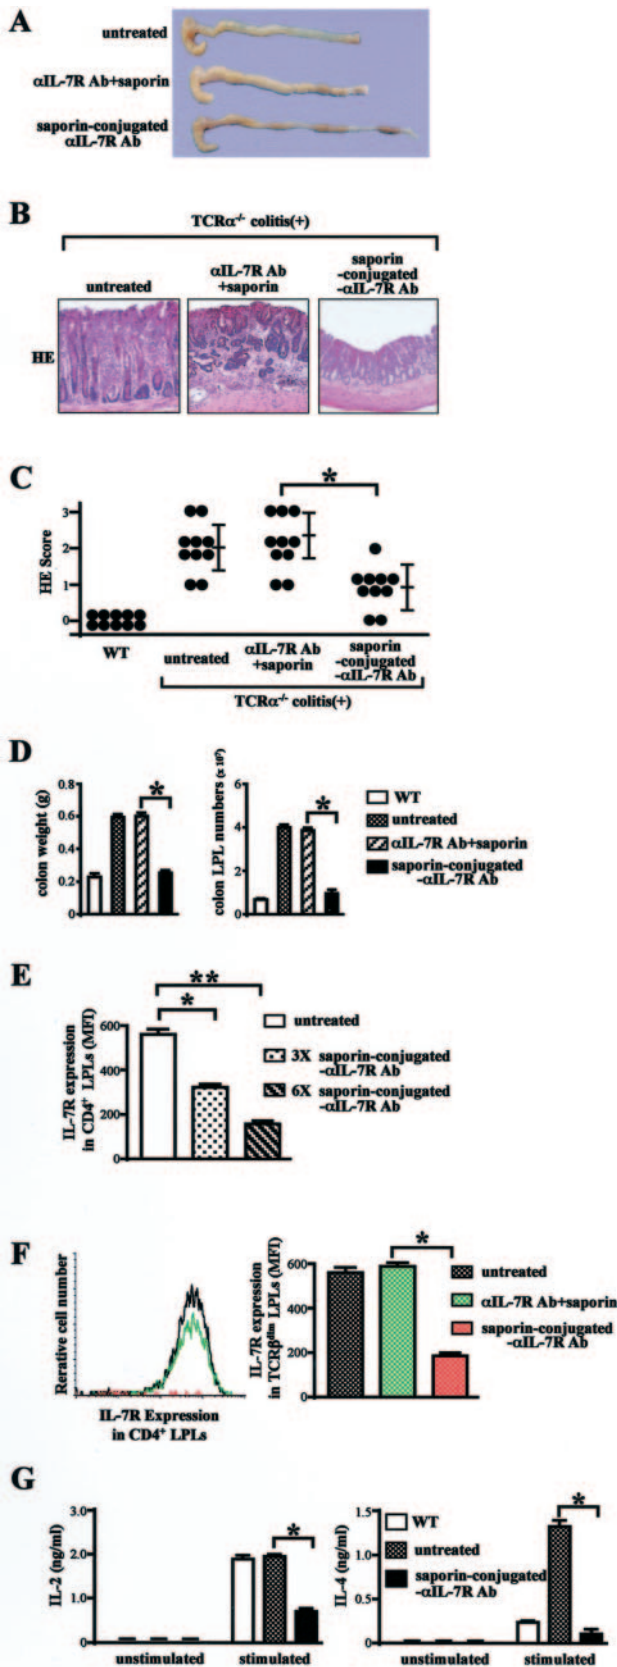 A
untreated
αIL-7R Ab+saporin
saporin-conjugated
αIL-7R Ab
B
TCRα-/- colitis(+)
untreated
αIL-7R Ab
+saporin
saporin
-conjugated
-αIL-7R Ab
HE
C
*
HE Score
3
2
1
0
WT
untreated
αIL-7R Ab
+saporin
saporin
-conjugated
-αIL-7R Ab
TCRα-/- colitis(+)
D
colon weight (g)
0.8
0.6
0.4
0.2
0
*
colon LPL numbers
6
4
2
0
*
WT
untreated
αIL-7R Ab+saporin
saporin-conjugated
-αIL-7R Ab
E
IL-7R expression
in CD4+ LPLs (MFI)
600
400
200
0
**
*
untreated
3X saporin-conjugated
-αIL-7R Ab
6X saporin-conjugated
-αIL-7R Ab
F
Rerative cell number
IL-7R Expression
in CD4+ LPLs
IL-7R expression
in TCRβdim LPLs (MFI)
600
400
200
0
*
untreated
αIL-7R Ab+saporin
saporin-conjugated
-αIL-7R Ab
G
IL-2 (ng/ml)
3.0
2.0
1.0
0
*
unstimulated
stimulated
IL-4 (ng/ml)
1.5
1.0
0.5
0
*
WT
untreated
saporin-conjugated
-αIL-7R Ab
unstimulated
stimulated